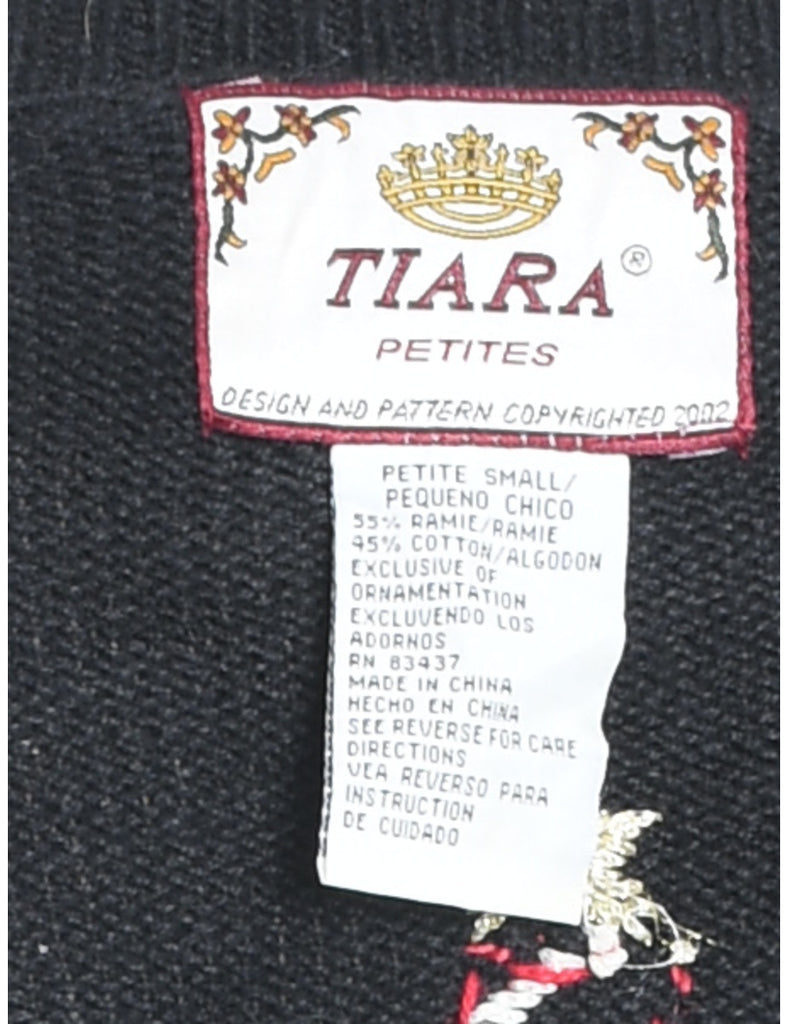 TIARA ®
PETITES
DESIGN AND PATTERN COPYRIGHTED 2002
PETITE SMALL/
PEQUENO CHICO
55% RAMIE/RAMIE
45% COTTON/ALGODON
EXCLUSIVE OF
ORNAMENTATION
EXCLUVENDO LOS
ADORNOS
RN 83437
MADE IN CHINA
HECHO EN CHINA
SEE REVERSE FOR CARE
DIRECTIONS
VEA REVERSO PARA
INSTRUCTION
DE CUIDADO